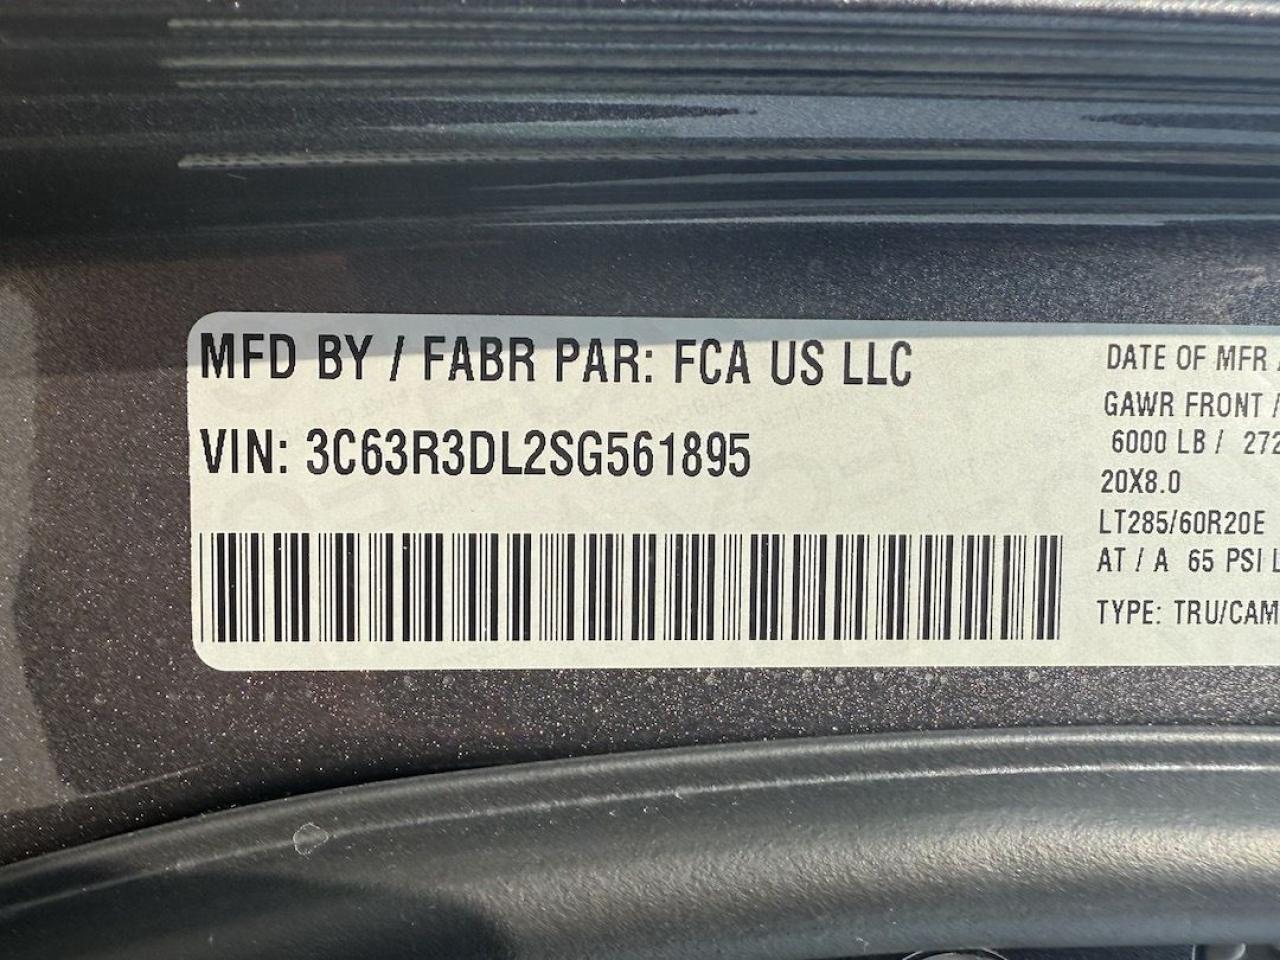 MFD BY / FABR PAR: FCA US LLC
VIN: 3C63R3DL2SG561895
DATE OF MFR
GAWR FRONT /
6000 LB / 272
20X8.0
LT285/60R20E
AT / A 65 PSI
TYPE: TRU/CAM